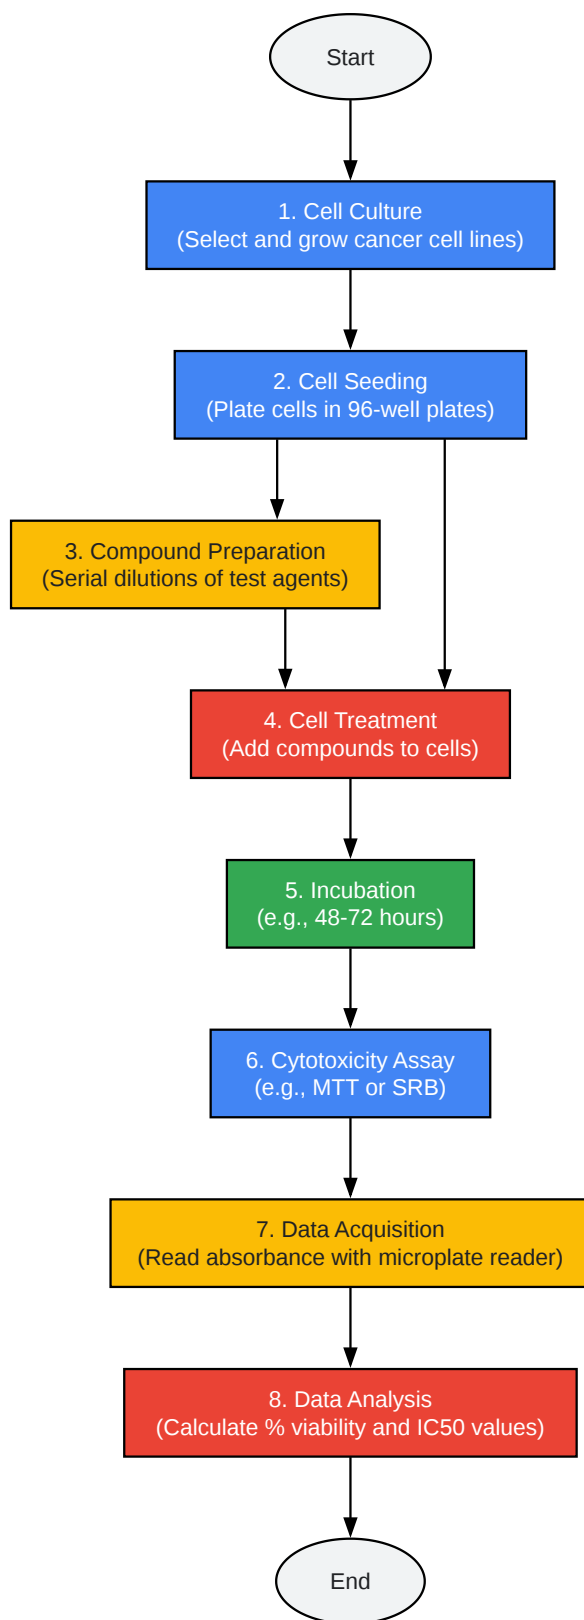 Start
1. Cell Culture
(Select and grow cancer cell lines)
2. Cell Seeding
(Plate cells in 96-well plates)
3. Compound Preparation
(Serial dilutions of test agents)
4. Cell Treatment
(Add compounds to cells)
5. Incubation
(e.g., 48-72 hours)
6. Cytotoxicity Assay
(e.g., MTT or SRB)
7. Data Acquisition
(Read absorbance with microplate reader)
8. Data Analysis
(Calculate % viability and IC50 values)
End